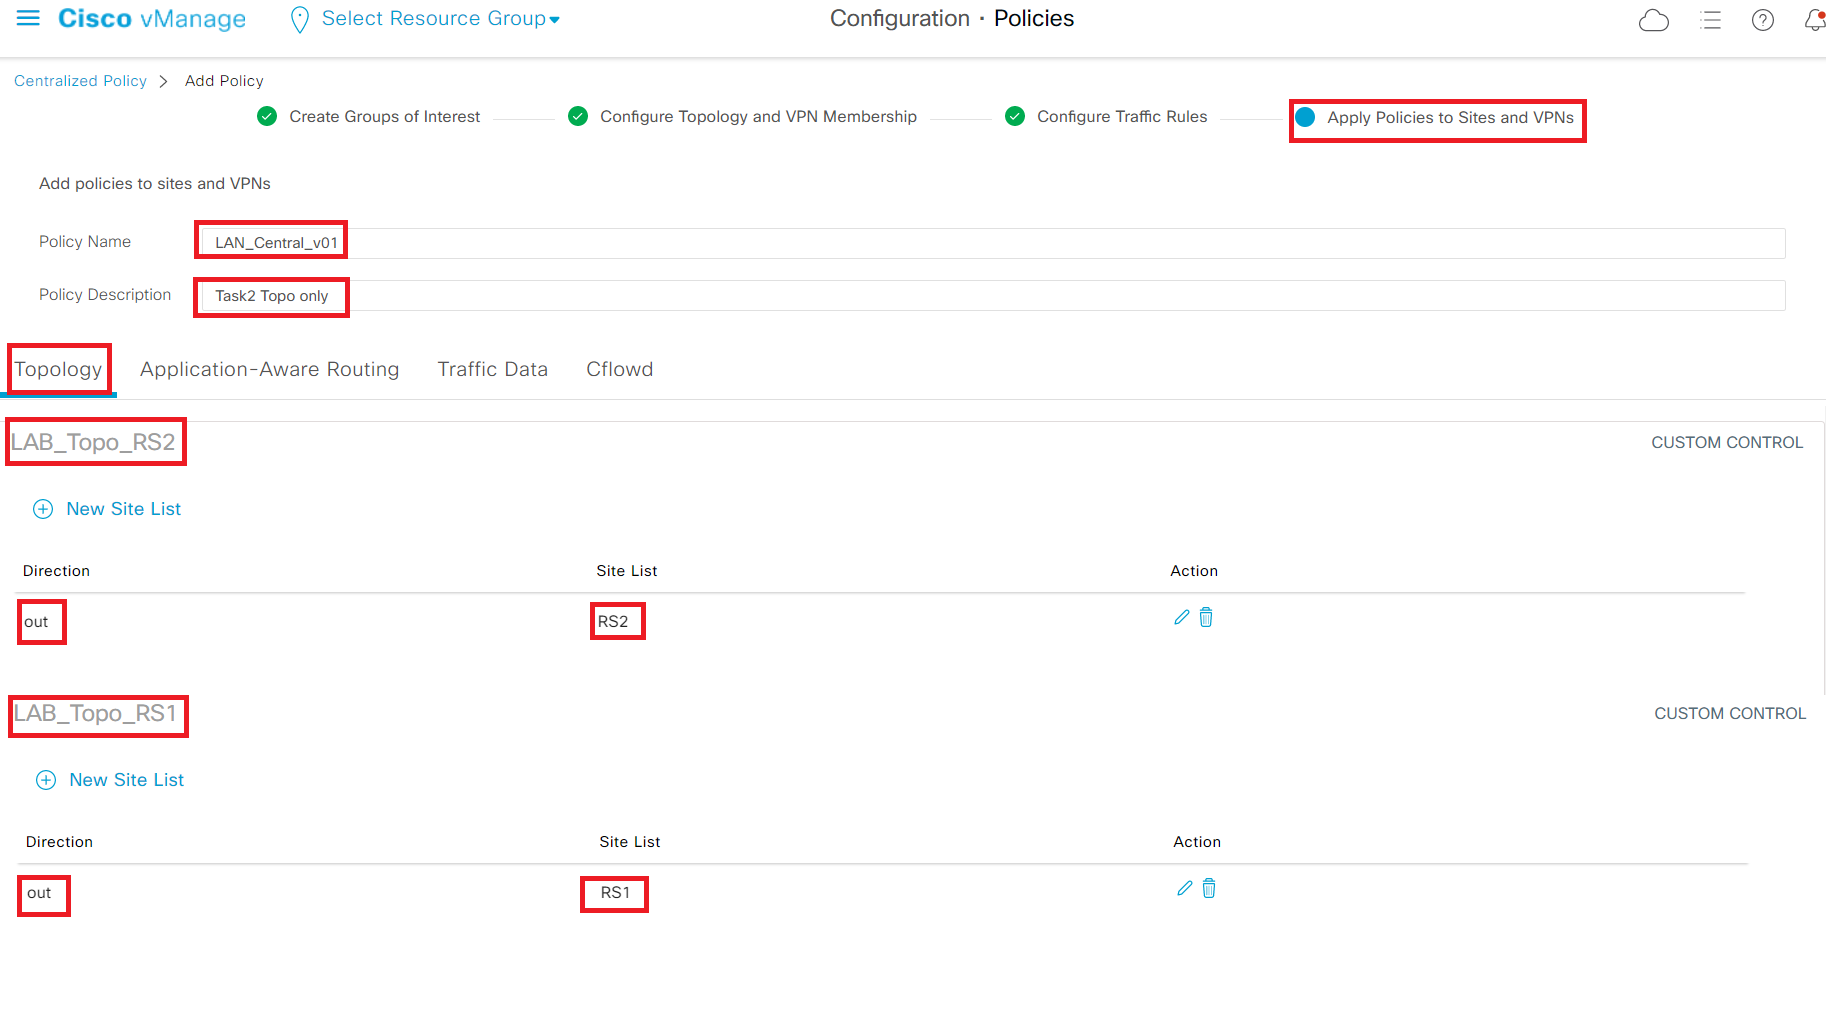 Cisco vManage Select Resource Group Configuration · Policies
Centralized Policy > Add Policy
Create Groups of Interest Configure Topology and VPN Membership Configure Traffic Rules Apply Policies to Sites and VPNs
Add policies to sites and VPNs
Policy Name LAN_Central_v01
Policy Description Task2 Topo only
Topology Application-Aware Routing Traffic Data Cflowd
LAB_Topo_RS2 CUSTOM CONTROL
New Site List
Direction Site List Action
out RS2
LAB_Topo_RS1 CUSTOM CONTROL
New Site List
Direction Site List Action
out RS1